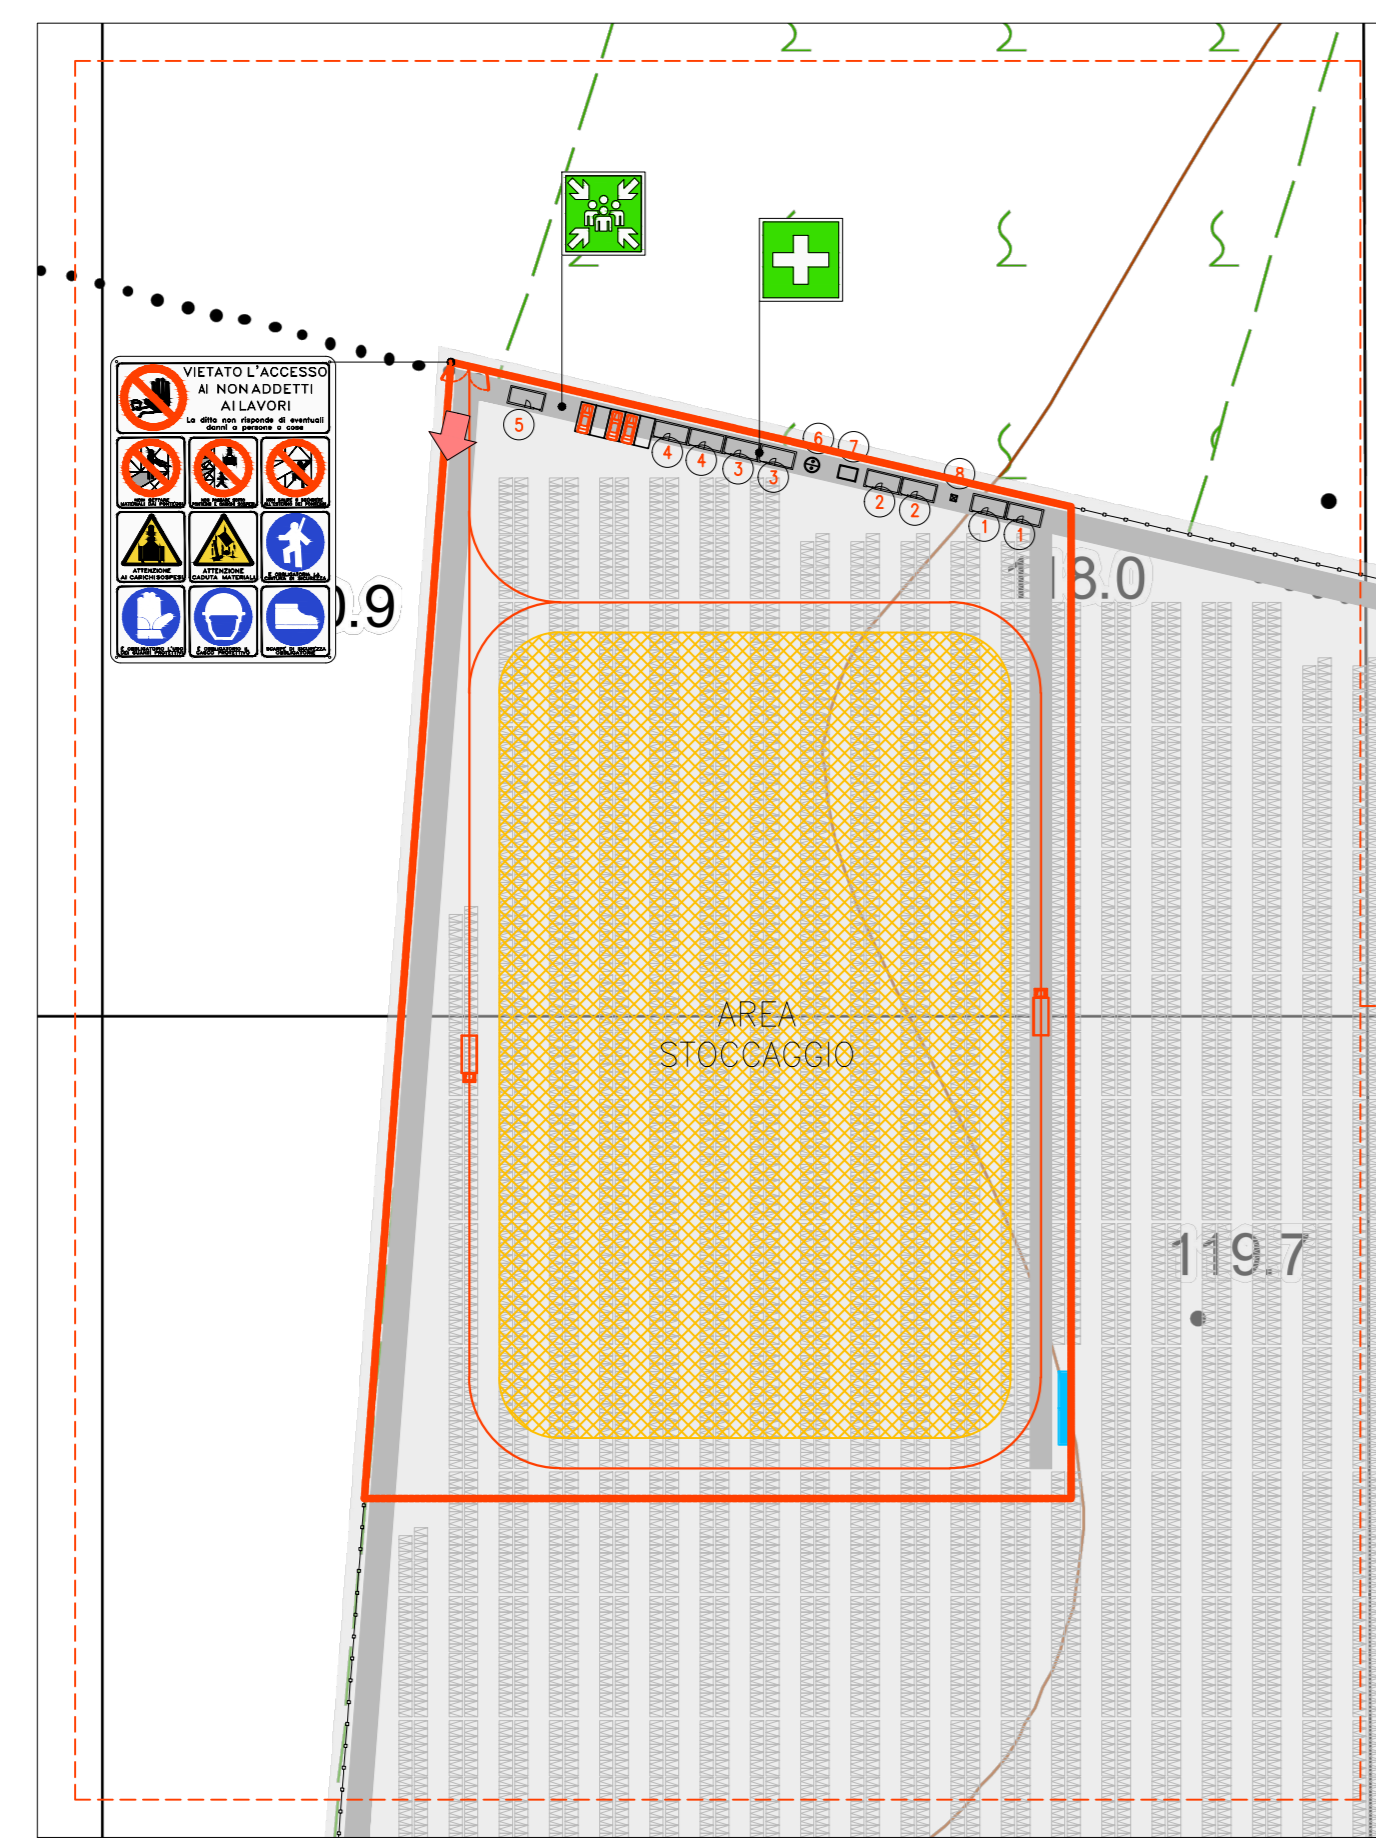 VIETATO L'ACCESSO
AI NON ADDETTI
AI LAVORI
La ditta non risponde di eventuali
danni a persone o cose
ATTENZIONE
AI CARICHI SOSPESI
ATTENZIONE
CADUTA MATERIALI
0.9
5
4
4
3
3
6
7
2
2
8
1
1
18.0
AREA
STOCCAGGIO
119.7